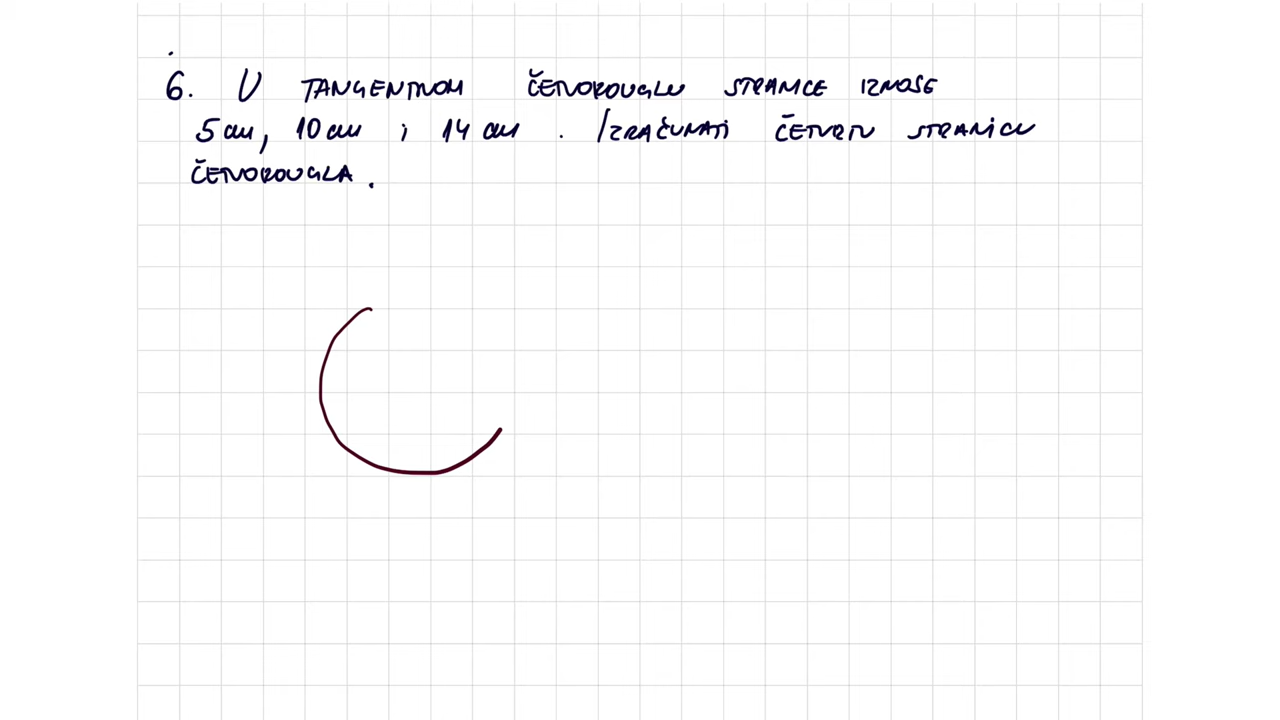 6. U TANGENTNOM ČETVOROUGLU STRANICE IZNOSE
5 cm, 10 cm i 14 cm . IZRAČUNATI ČETVRTU STRANICU
ČETVOROUGLA.